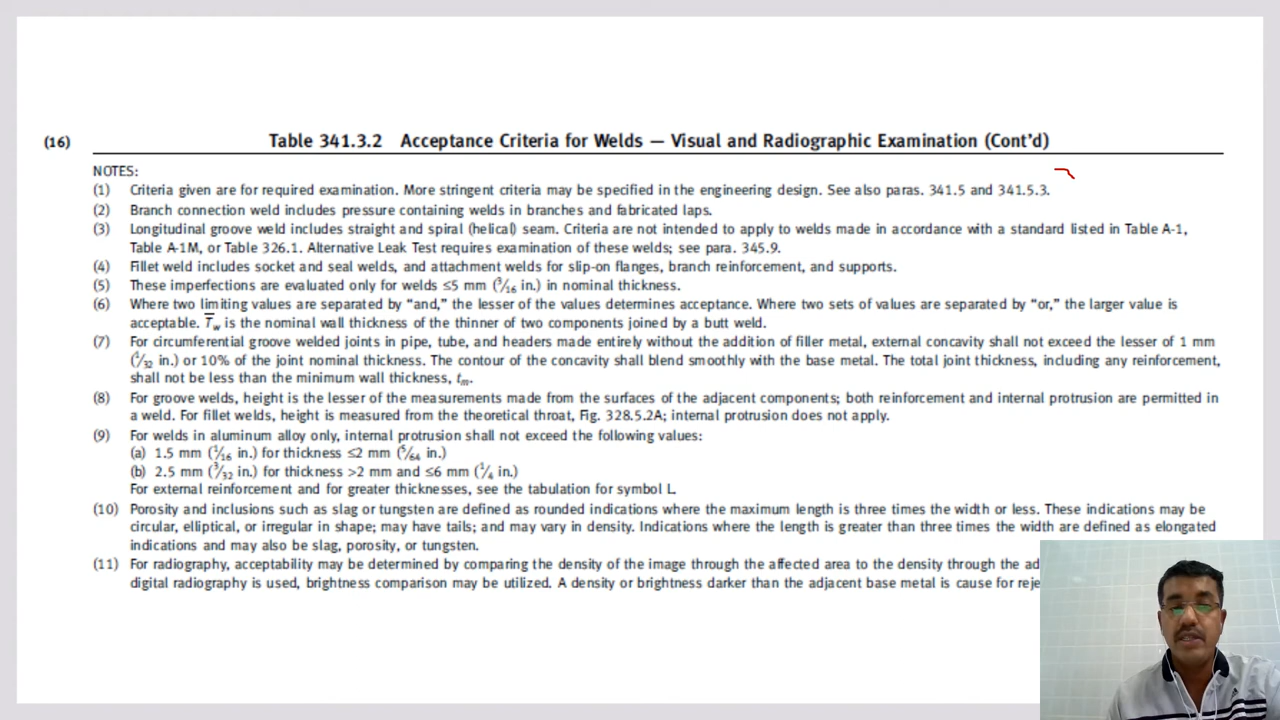 (16) Table 341.3.2 Acceptance Criteria for Welds — Visual and Radiographic Examination (Cont'd)
NOTES:
(1) Criteria given are for required examination. More stringent criteria may be specified in the engineering design. See also paras. 341.5 and 341.5.3.
(2) Branch connection weld includes pressure containing welds in branches and fabricated laps.
(3) Longitudinal groove weld includes straight and spiral (helical) seam. Criteria are not intended to apply to welds made in accordance with a standard listed in Table A-1,
Table A-1M, or Table 326.1. Alternative Leak Test requires examination of these welds; see para. 345.9.
(4) Fillet weld includes socket and seal welds, and attachment welds for slip-on flanges, branch reinforcement, and supports.
(5) These imperfections are evaluated only for welds ≤5 mm (3/16 in.) in nominal thickness.
(6) Where two limiting values are separated by “and,” the lesser of the values determines acceptance. Where two sets of values are separated by “or,” the larger value is
acceptable. T̅w is the nominal wall thickness of the thinner of two components joined by a butt weld.
(7) For circumferential groove welded joints in pipe, tube, and headers made entirely without the addition of filler metal, external concavity shall not exceed the lesser of 1 mm
(1/32 in.) or 10% of the joint nominal thickness. The contour of the concavity shall blend smoothly with the base metal. The total joint thickness, including any reinforcement,
shall not be less than the minimum wall thickness, tm.
(8) For groove welds, height is the lesser of the measurements made from the surfaces of the adjacent components; both reinforcement and internal protrusion are permitted in
a weld. For fillet welds, height is measured from the theoretical throat, Fig. 328.5.2A; internal protrusion does not apply.
(9) For welds in aluminum alloy only, internal protrusion shall not exceed the following values:
(a) 1.5 mm (1/16 in.) for thickness ≤2 mm (5/64 in.)
(b) 2.5 mm (3/32 in.) for thickness >2 mm and ≤6 mm (1/4 in.)
For external reinforcement and for greater thicknesses, see the tabulation for symbol L.
(10) Porosity and inclusions such as slag or tungsten are defined as rounded indications where the maximum length is three times the width or less. These indications may be
circular, elliptical, or irregular in shape; may have tails; and may vary in density. Indications where the length is greater than three times the width are defined as elongated
indications and may also be slag, porosity, or tungsten.
(11) For radiography, acceptability may be determined by comparing the density of the image through the affected area to the density through the ad
digital radiography is used, brightness comparison may be utilized. A density or brightness darker than the adjacent base metal is cause for reje